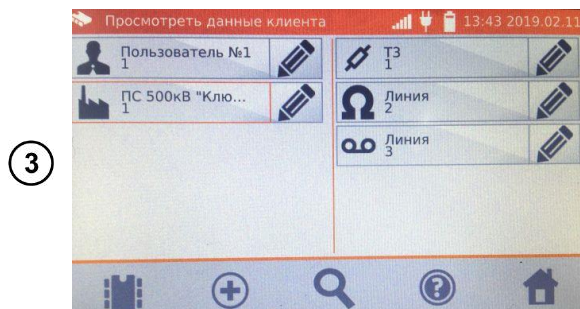 Просмотреть данные клиента
13:43 2019.02.11
Пользователь №1
1
ПС 500кВ "Клю...
1
ТЗ
1
Линия
2
Линия
3
3